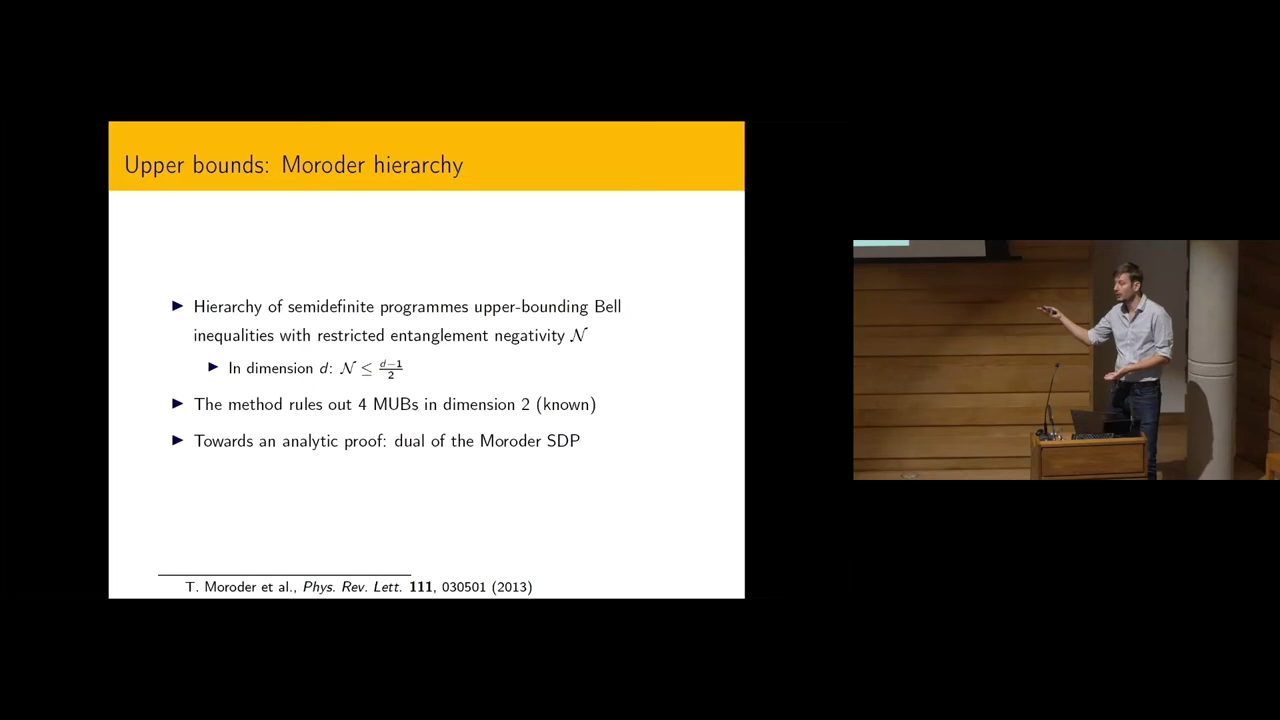 Upper bounds: Moroder hierarchy
▶ Hierarchy of semidefinite programmes upper-bounding Bell
inequalities with restricted entanglement negativity 𝒩
▶ In dimension d: 𝒩 ≤ (d−1)/2
▶ The method rules out 4 MUBs in dimension 2 (known)
▶ Towards an analytic proof: dual of the Moroder SDP
T. Moroder et al., Phys. Rev. Lett. 111, 030501 (2013)